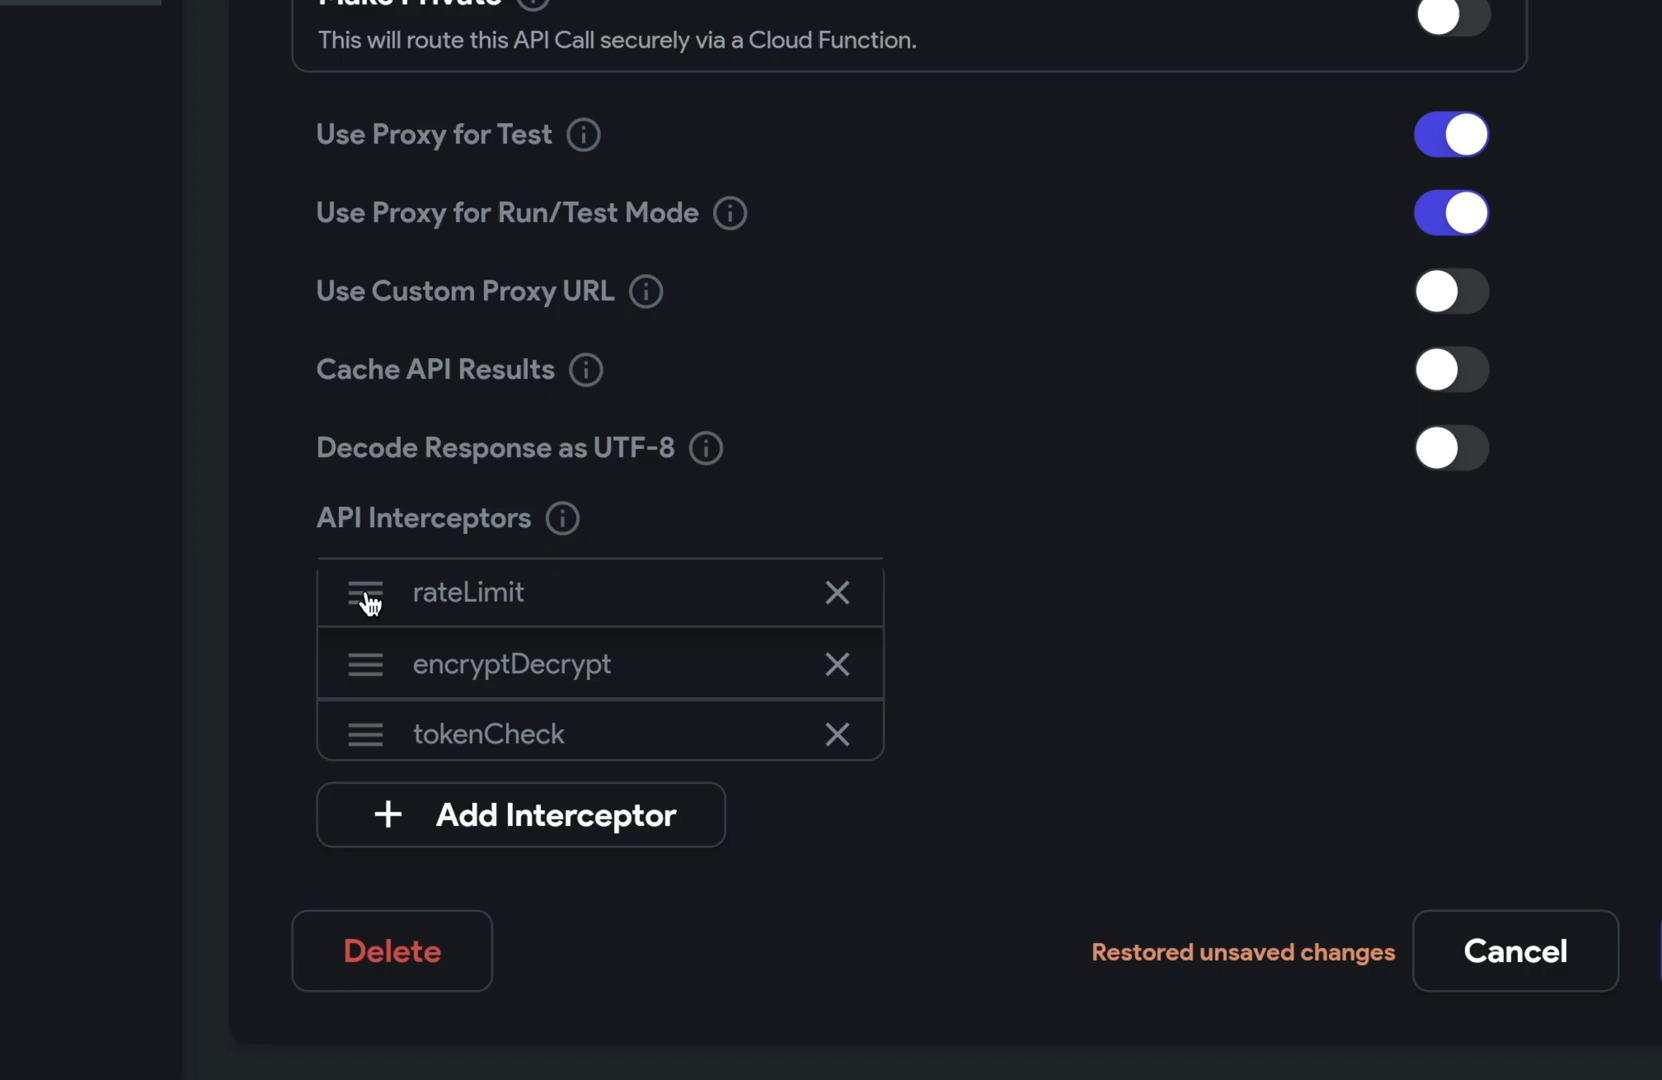 Make Private
This will route this API Call securely via a Cloud Function.
Use Proxy for Test
Use Proxy for Run/Test Mode
Use Custom Proxy URL
Cache API Results
Decode Response as UTF-8
API Interceptors
rateLimit
encryptDecrypt
tokenCheck
+ Add Interceptor
Delete
Restored unsaved changes
Cancel